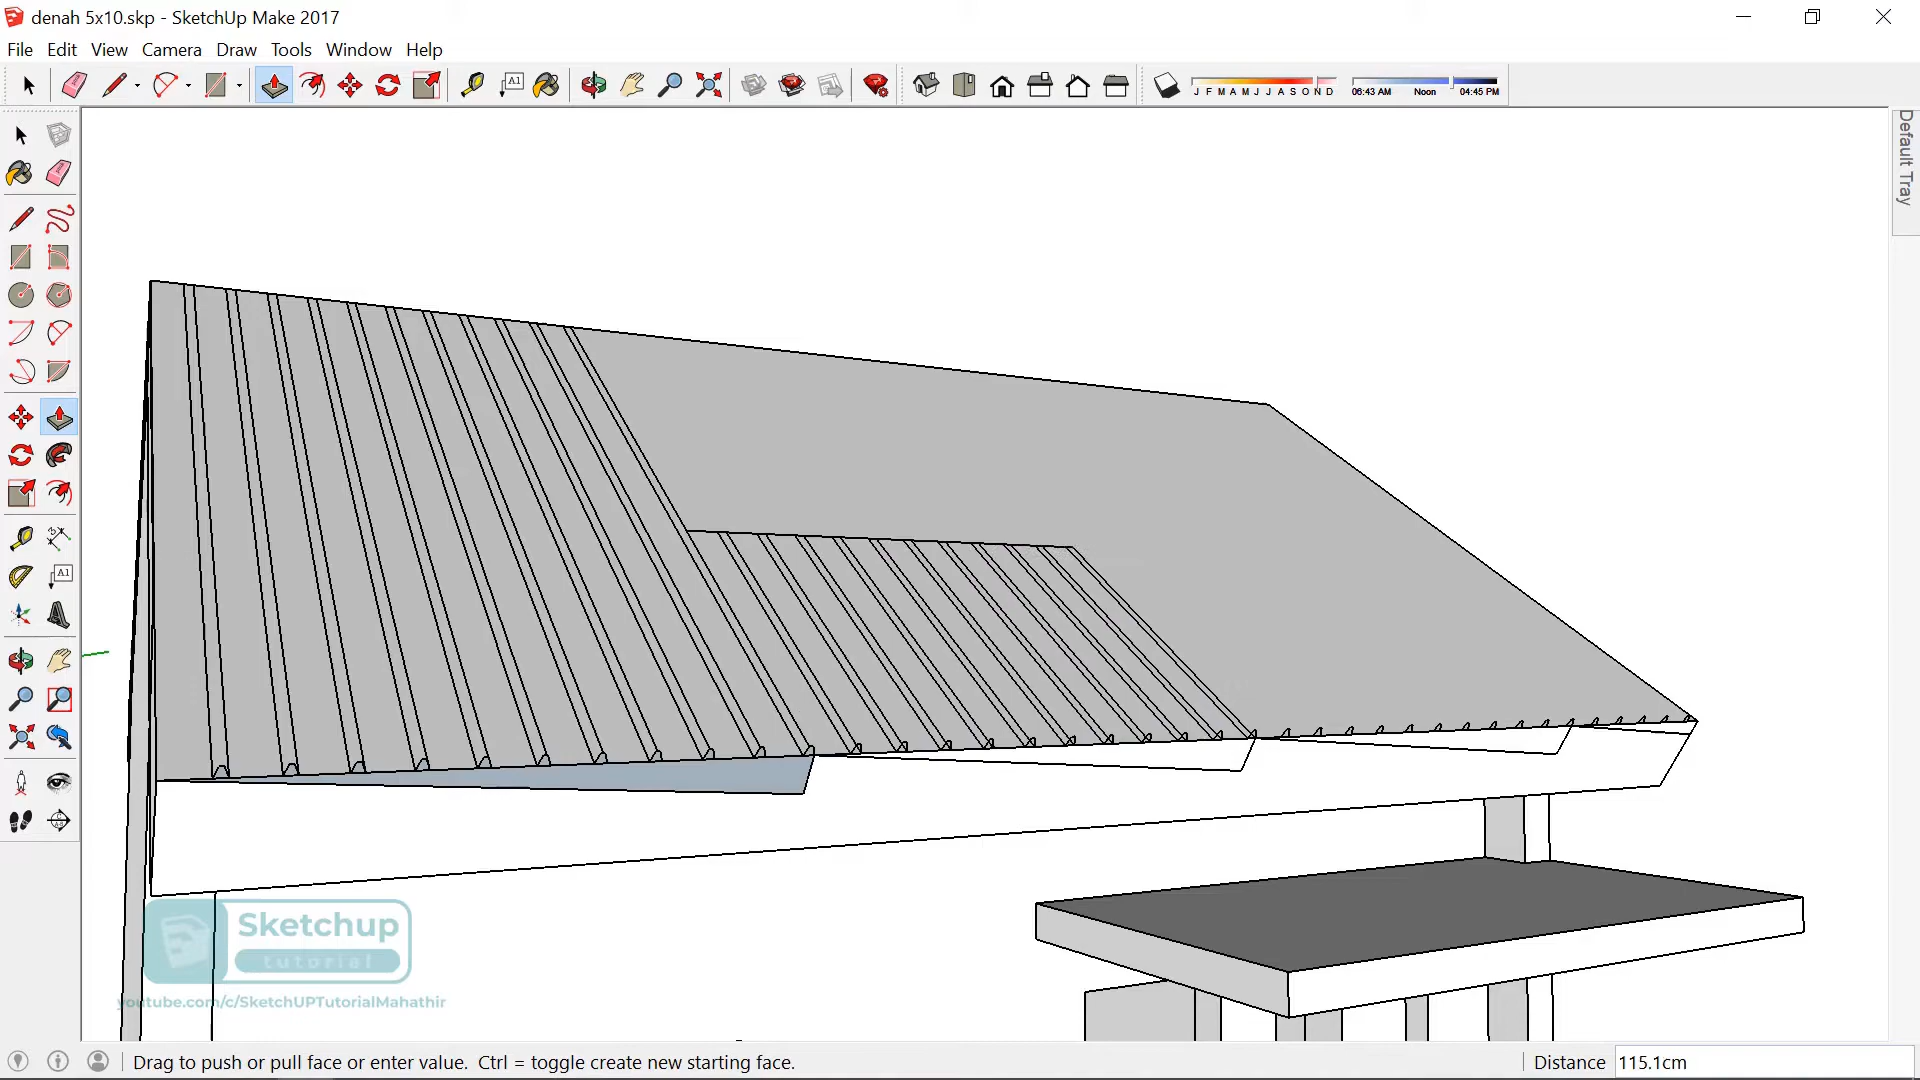 denah 5x10.skp - SketchUp Make 2017
File Edit View Camera Draw Tools Window Help
A1
J F M A M J J A S O N D
06:43 AM Noon 04:45 PM
Default Tray
A1
Sketchup
tutorial
youtube.com/c/SketchUPTutorialMahathir
Drag to push or pull face or enter value. Ctrl = toggle create new starting face.
Distance 115.1cm